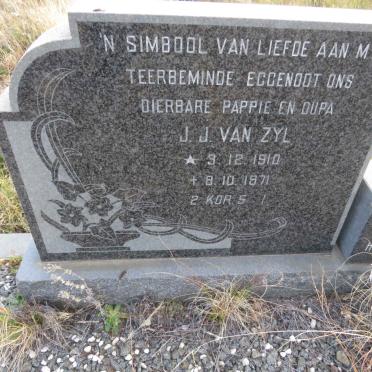 'N SIMBOOL VAN LIEFDE AAN M
TEERBEMINDE EGGENOOT ONS
DIERBARE PAPPIE EN OUPA
J. J. VAN ZYL
★ 3. 12. 1910
+ 8. 10. 1871
2 KOR 5 1